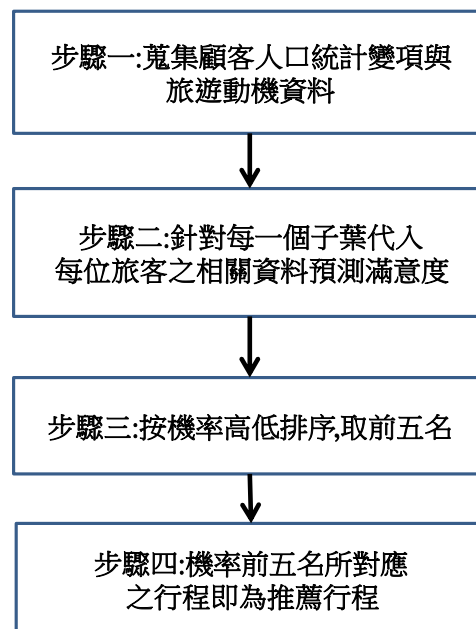 步驟一:蒐集顧客人口統計變項與
旅遊動機資料
步驟二:針對每一個子葉代入
每位旅客之相關資料預測滿意度
步驟三:按機率高低排序,取前五名
步驟四:機率前五名所對應
之行程即為推薦行程